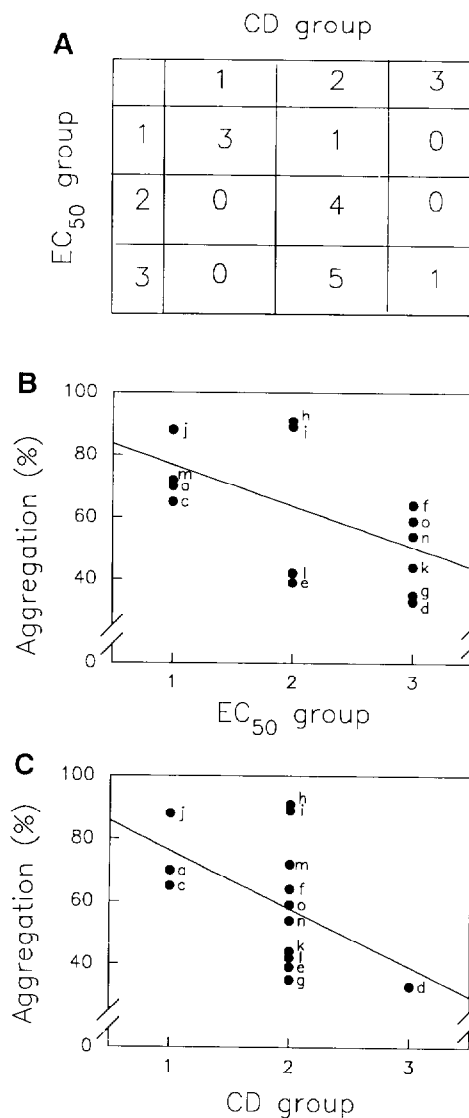 A
CD group
1 2 3
EC50 group
1 3 1 0
2 0 4 0
3 0 5 1
B
Aggregation (%)
100
80
60
40
0
j
m
a
c
h
i
l
e
f
o
n
k
g
d
1 2 3
EC50 group
C
Aggregation (%)
100
80
60
40
0
j
a
c
h
i
m
f
o
n
k
l
e
g
d
1 2 3
CD group